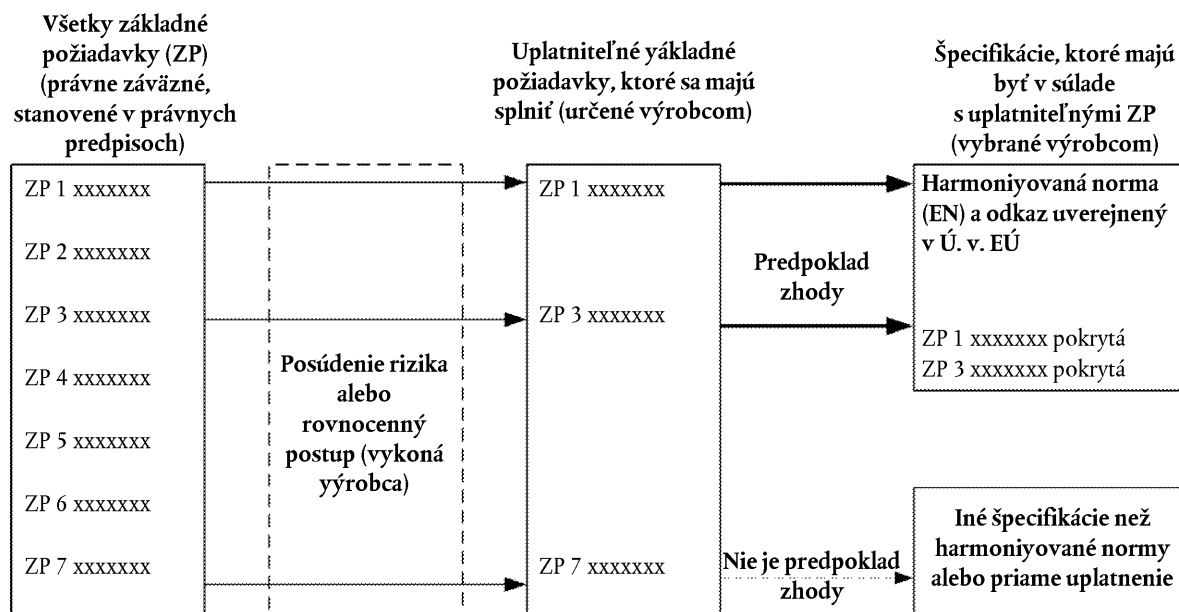 Všetky základné
požiadavky (ZP)
(právne záväzné,
stanovené v právnych
predpisoch)
ZP 1 xxxxxxx
ZP 2 xxxxxxx
ZP 3 xxxxxxx
ZP 4 xxxxxxx
ZP 5 xxxxxxx
ZP 6 xxxxxxx
ZP 7 xxxxxxx
Posúdenie rizika
alebo
rovnocenný
postup (vykoná
yýrobca)
Uplatniteľné yákladné
požiadavky, ktoré sa majú
splniť (určené výrobcom)
ZP 1 xxxxxxx
ZP 3 xxxxxxx
ZP 7 xxxxxxx
Predpoklad
zhody
Nie je predpoklad
zhody
Špecifikácie, ktoré majú
byť v súlade
s uplatniteľnými ZP
(vybrané výrobcom)
Harmoniyovaná norma
(EN) a odkaz uverejnený
v Ú. v. EÚ
ZP 1 xxxxxxx pokrytá
ZP 3 xxxxxxx pokrytá
Iné špecifikácie než
harmoniyované normy
alebo priame uplatnenie